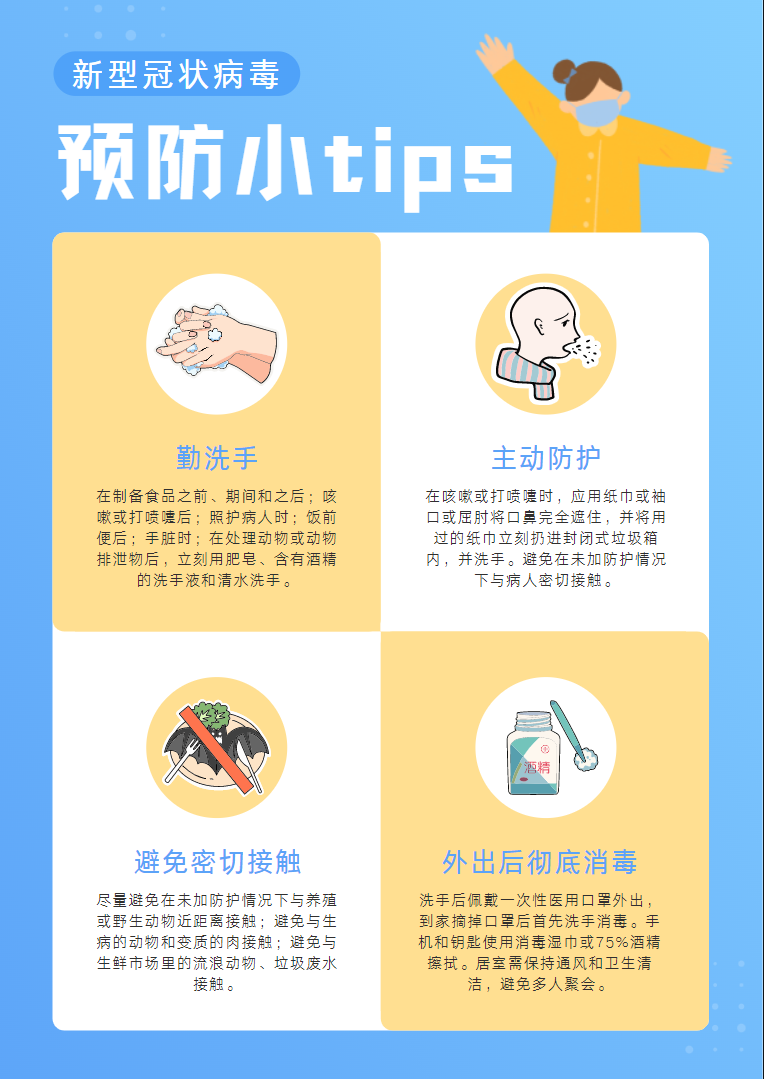 新型冠状病毒
预防小tips
勤洗手
在制备食品之前、期间和之后；咳
嗽或打喷嚏后；照护病人时；饭前
便后；手脏时；在处理动物或动物
排泄物后，立刻用肥皂、含有酒精
的洗手液和清水洗手。
主动防护
在咳嗽或打喷嚏时，应用纸巾或袖
口或屈肘将口鼻完全遮住，并将用
过的纸巾立刻扔进封闭式垃圾箱
内，并洗手。避免在未加防护情况
下与病人密切接触。
避免密切接触
尽量避免在未加防护情况下与养殖
或野生动物近距离接触；避免与生
病的动物和变质的肉接触；避免与
生鲜市场里的流浪动物、垃圾废水
接触。
酒精
外出后彻底消毒
洗手后佩戴一次性医用口罩外出，
到家摘掉口罩后首先洗手消毒。手
机和钥匙使用消毒湿巾或75%酒精
擦拭。居室需保持通风和卫生清
洁，避免多人聚会。